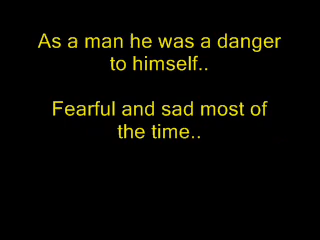 As a man he was a danger
to himself..
Fearful and sad most of
the time..